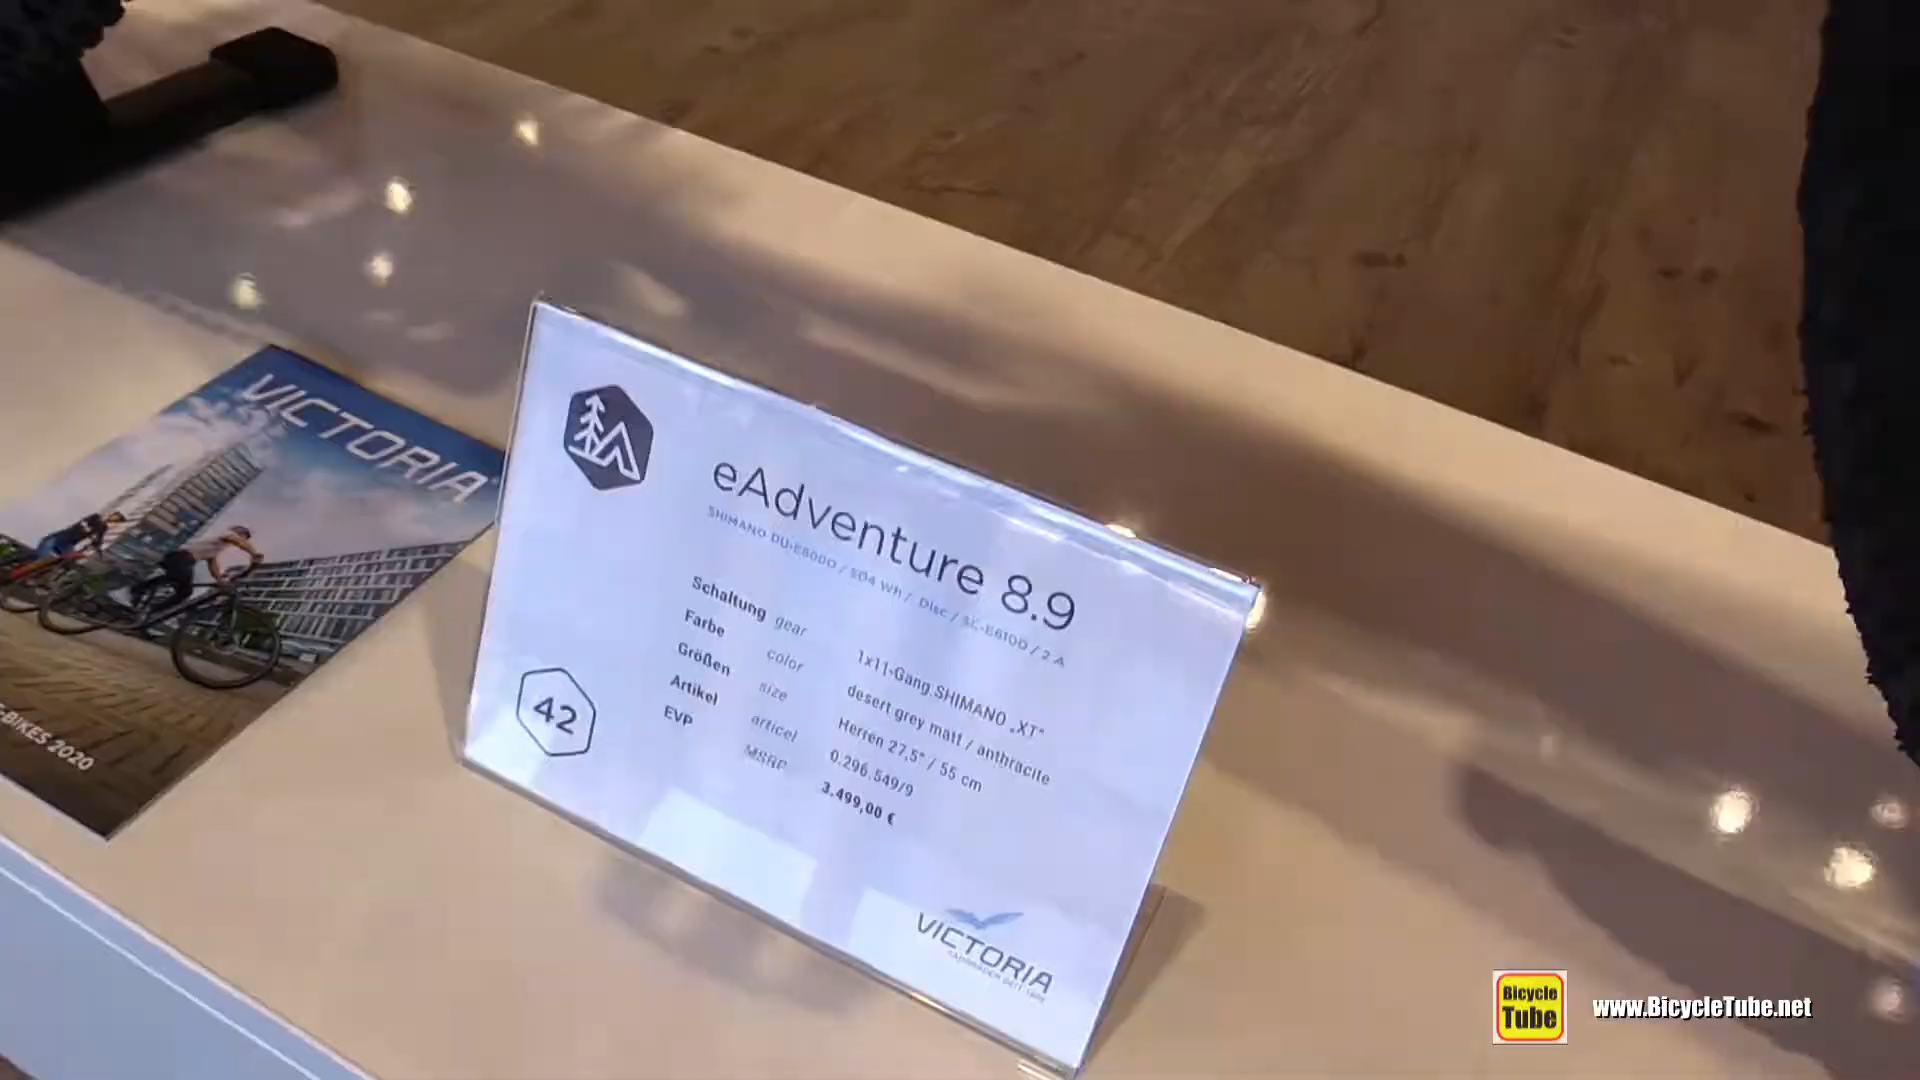 VICTORIA
E-BIKES 2020
eAdventure 8.9
SHIMANO DU-E8000 / 504 Wh / Disc / SC-E6100 / 2 A
Schaltung gear 1x11-Gang SHIMANO „XT“
Farbe color desert grey matt / anthracite
Größen size Herren 27,5" / 55 cm
Artikel articel 0.296.549/9
EVP MSRP 3.499,00 €
42
VICTORIA
Bicycle
Tube
www.BicycleTube.net